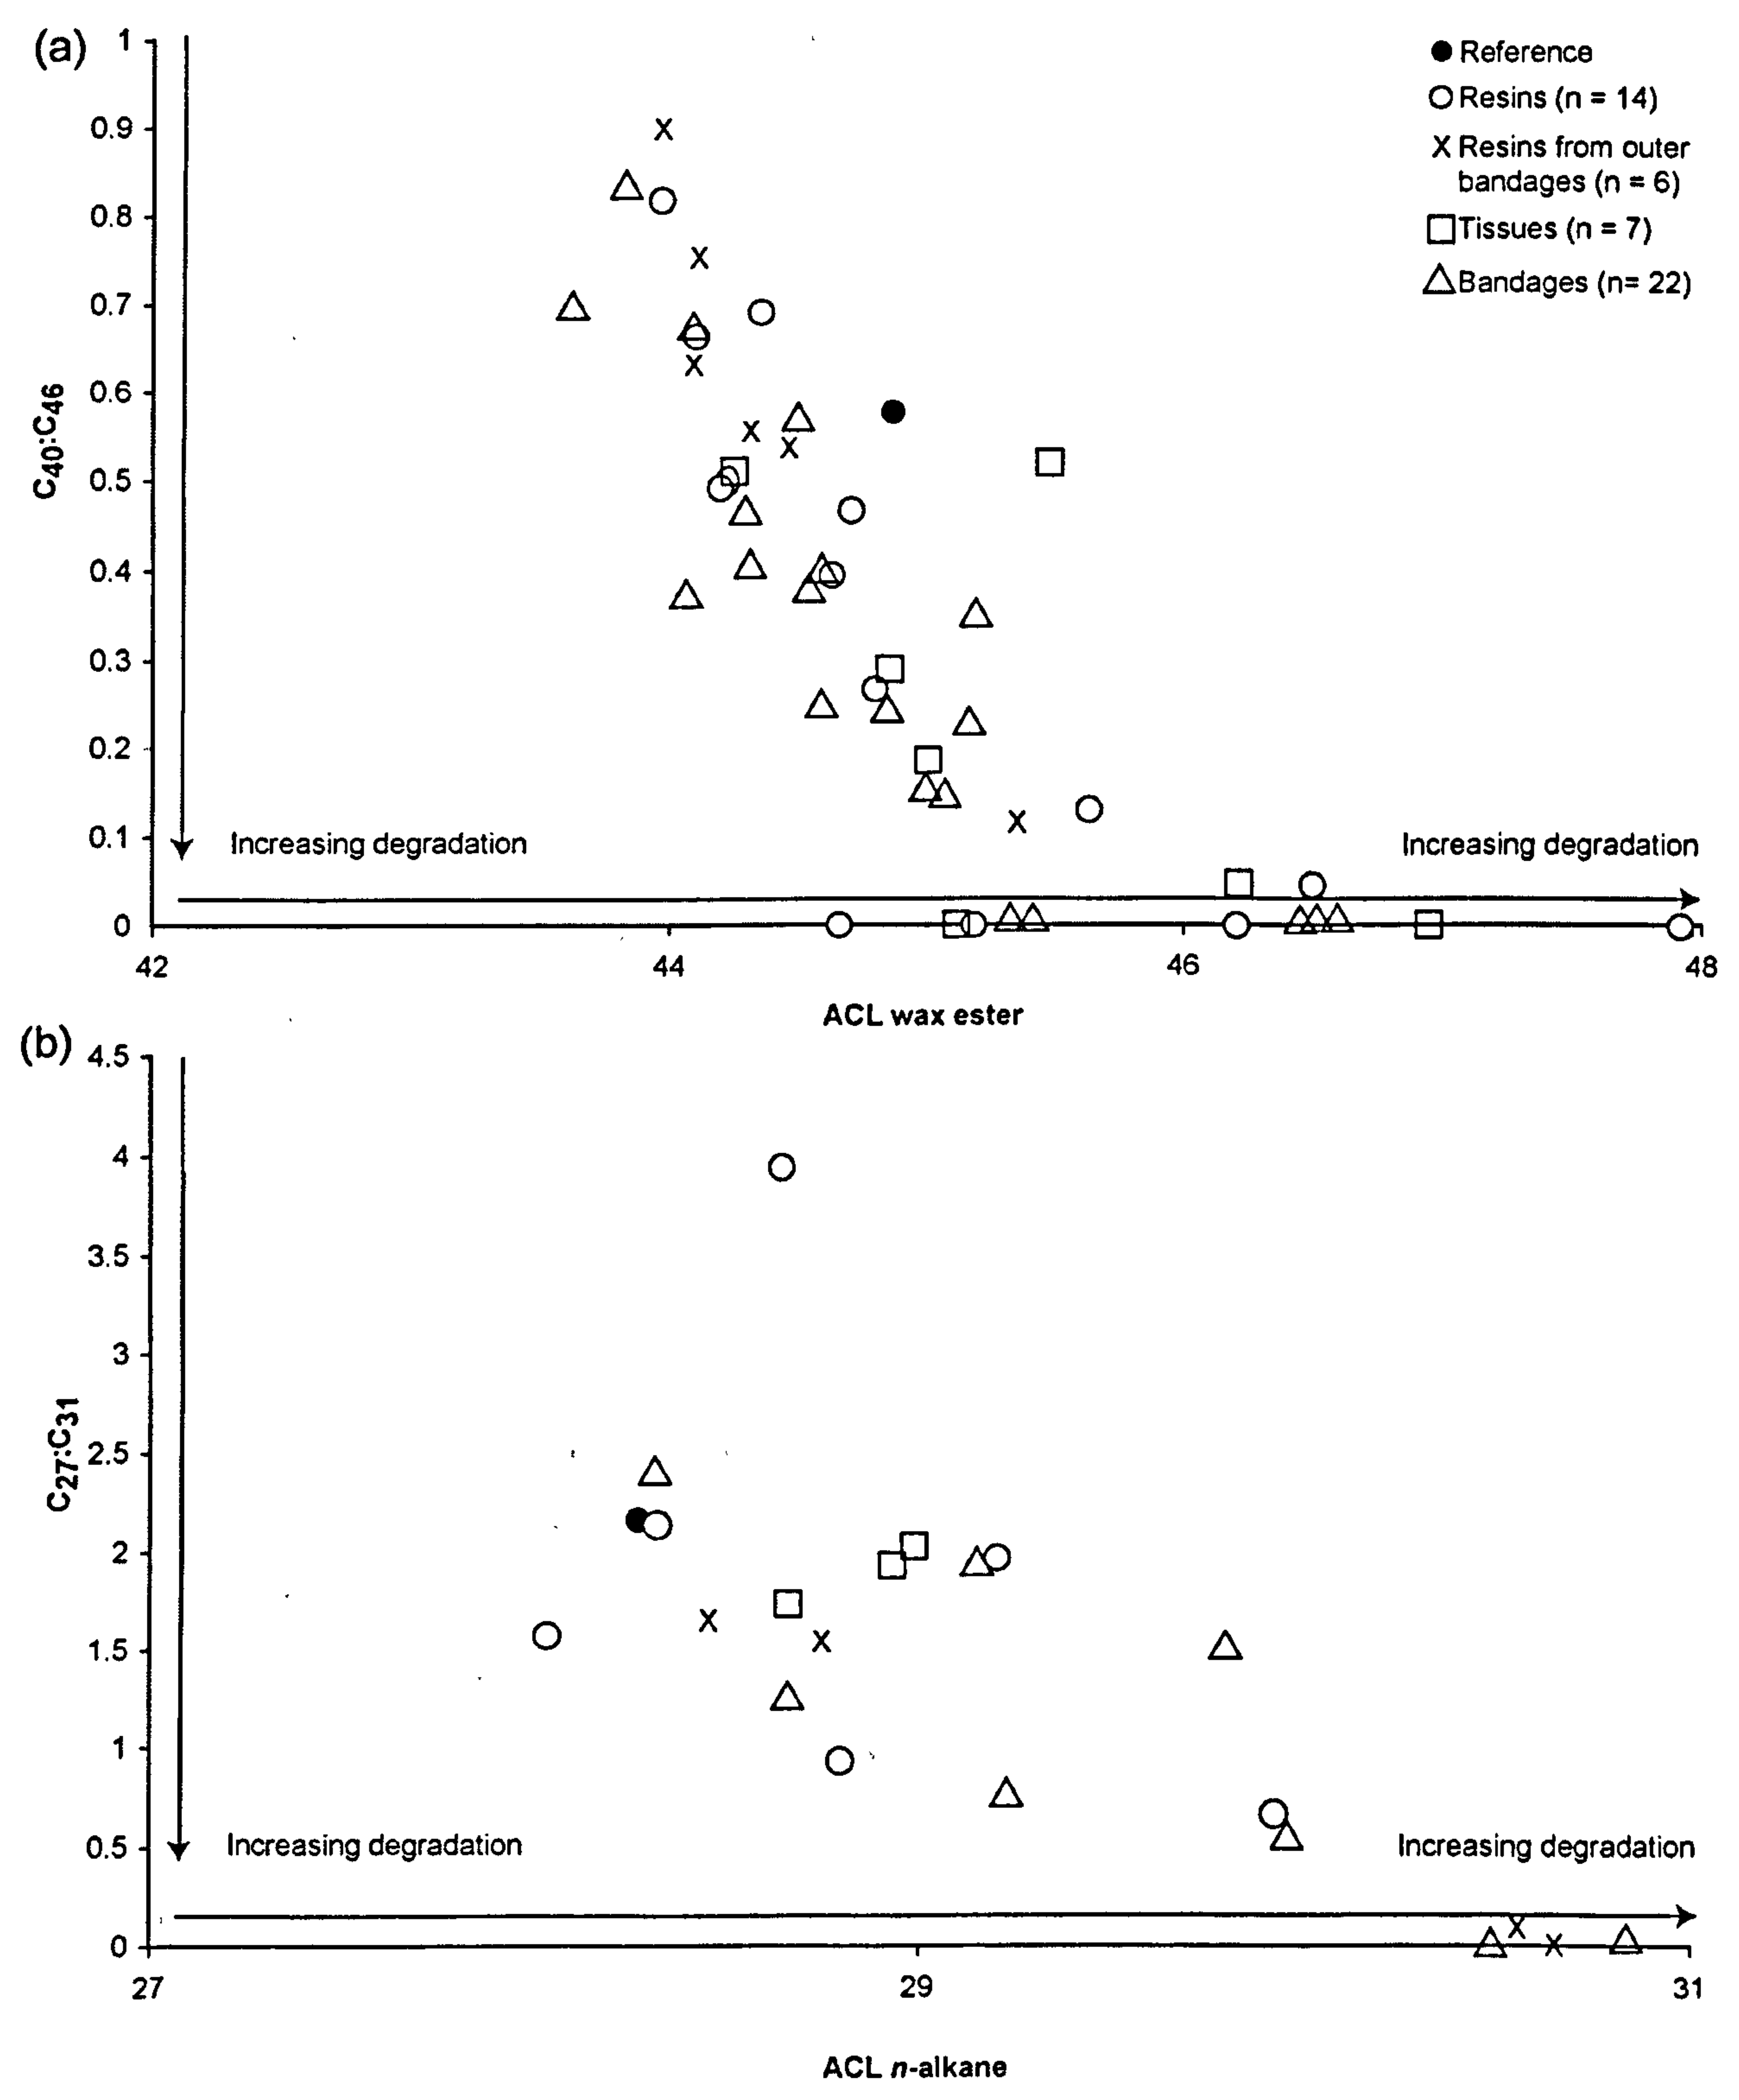 (a)
Reference
Resins (n = 14)
X Resins from outer
bandages (n = 6)
Tissues (n = 7)
Bandages (n= 22)
1
0.9
0.8
0.7
0.6
0.5
0.4
0.3
0.2
0.1
0
C40:C46
Increasing degradation
Increasing degradation
42
44
46
48
ACL wax ester
(b)
4.5
4
3.5
3
2.5
2
1.5
1
0.5
0
C27:C31
Increasing degradation
Increasing degradation
27
29
31
ACL n-alkane